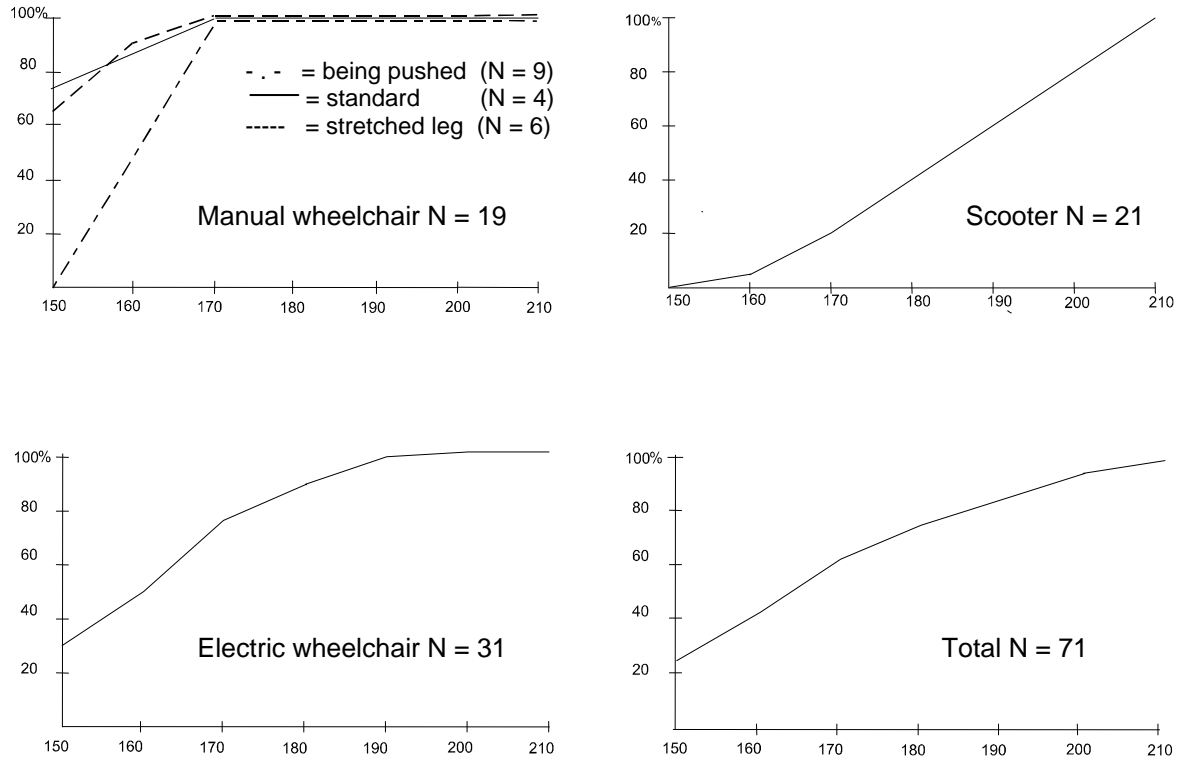 100%
80
60
40
20
150 160 170 180 190 200 210
- . - = being pushed (N = 9)
= standard (N = 4)
----- = stretched leg (N = 6)
Manual wheelchair N = 19
100%
80
60
40
20
150 160 170 180 190 200 210
Scooter N = 21
100%
80
60
40
20
150 160 170 180 190 200 210
Electric wheelchair N = 31
100%
80
60
40
20
150 160 170 180 190 200 210
Total N = 71